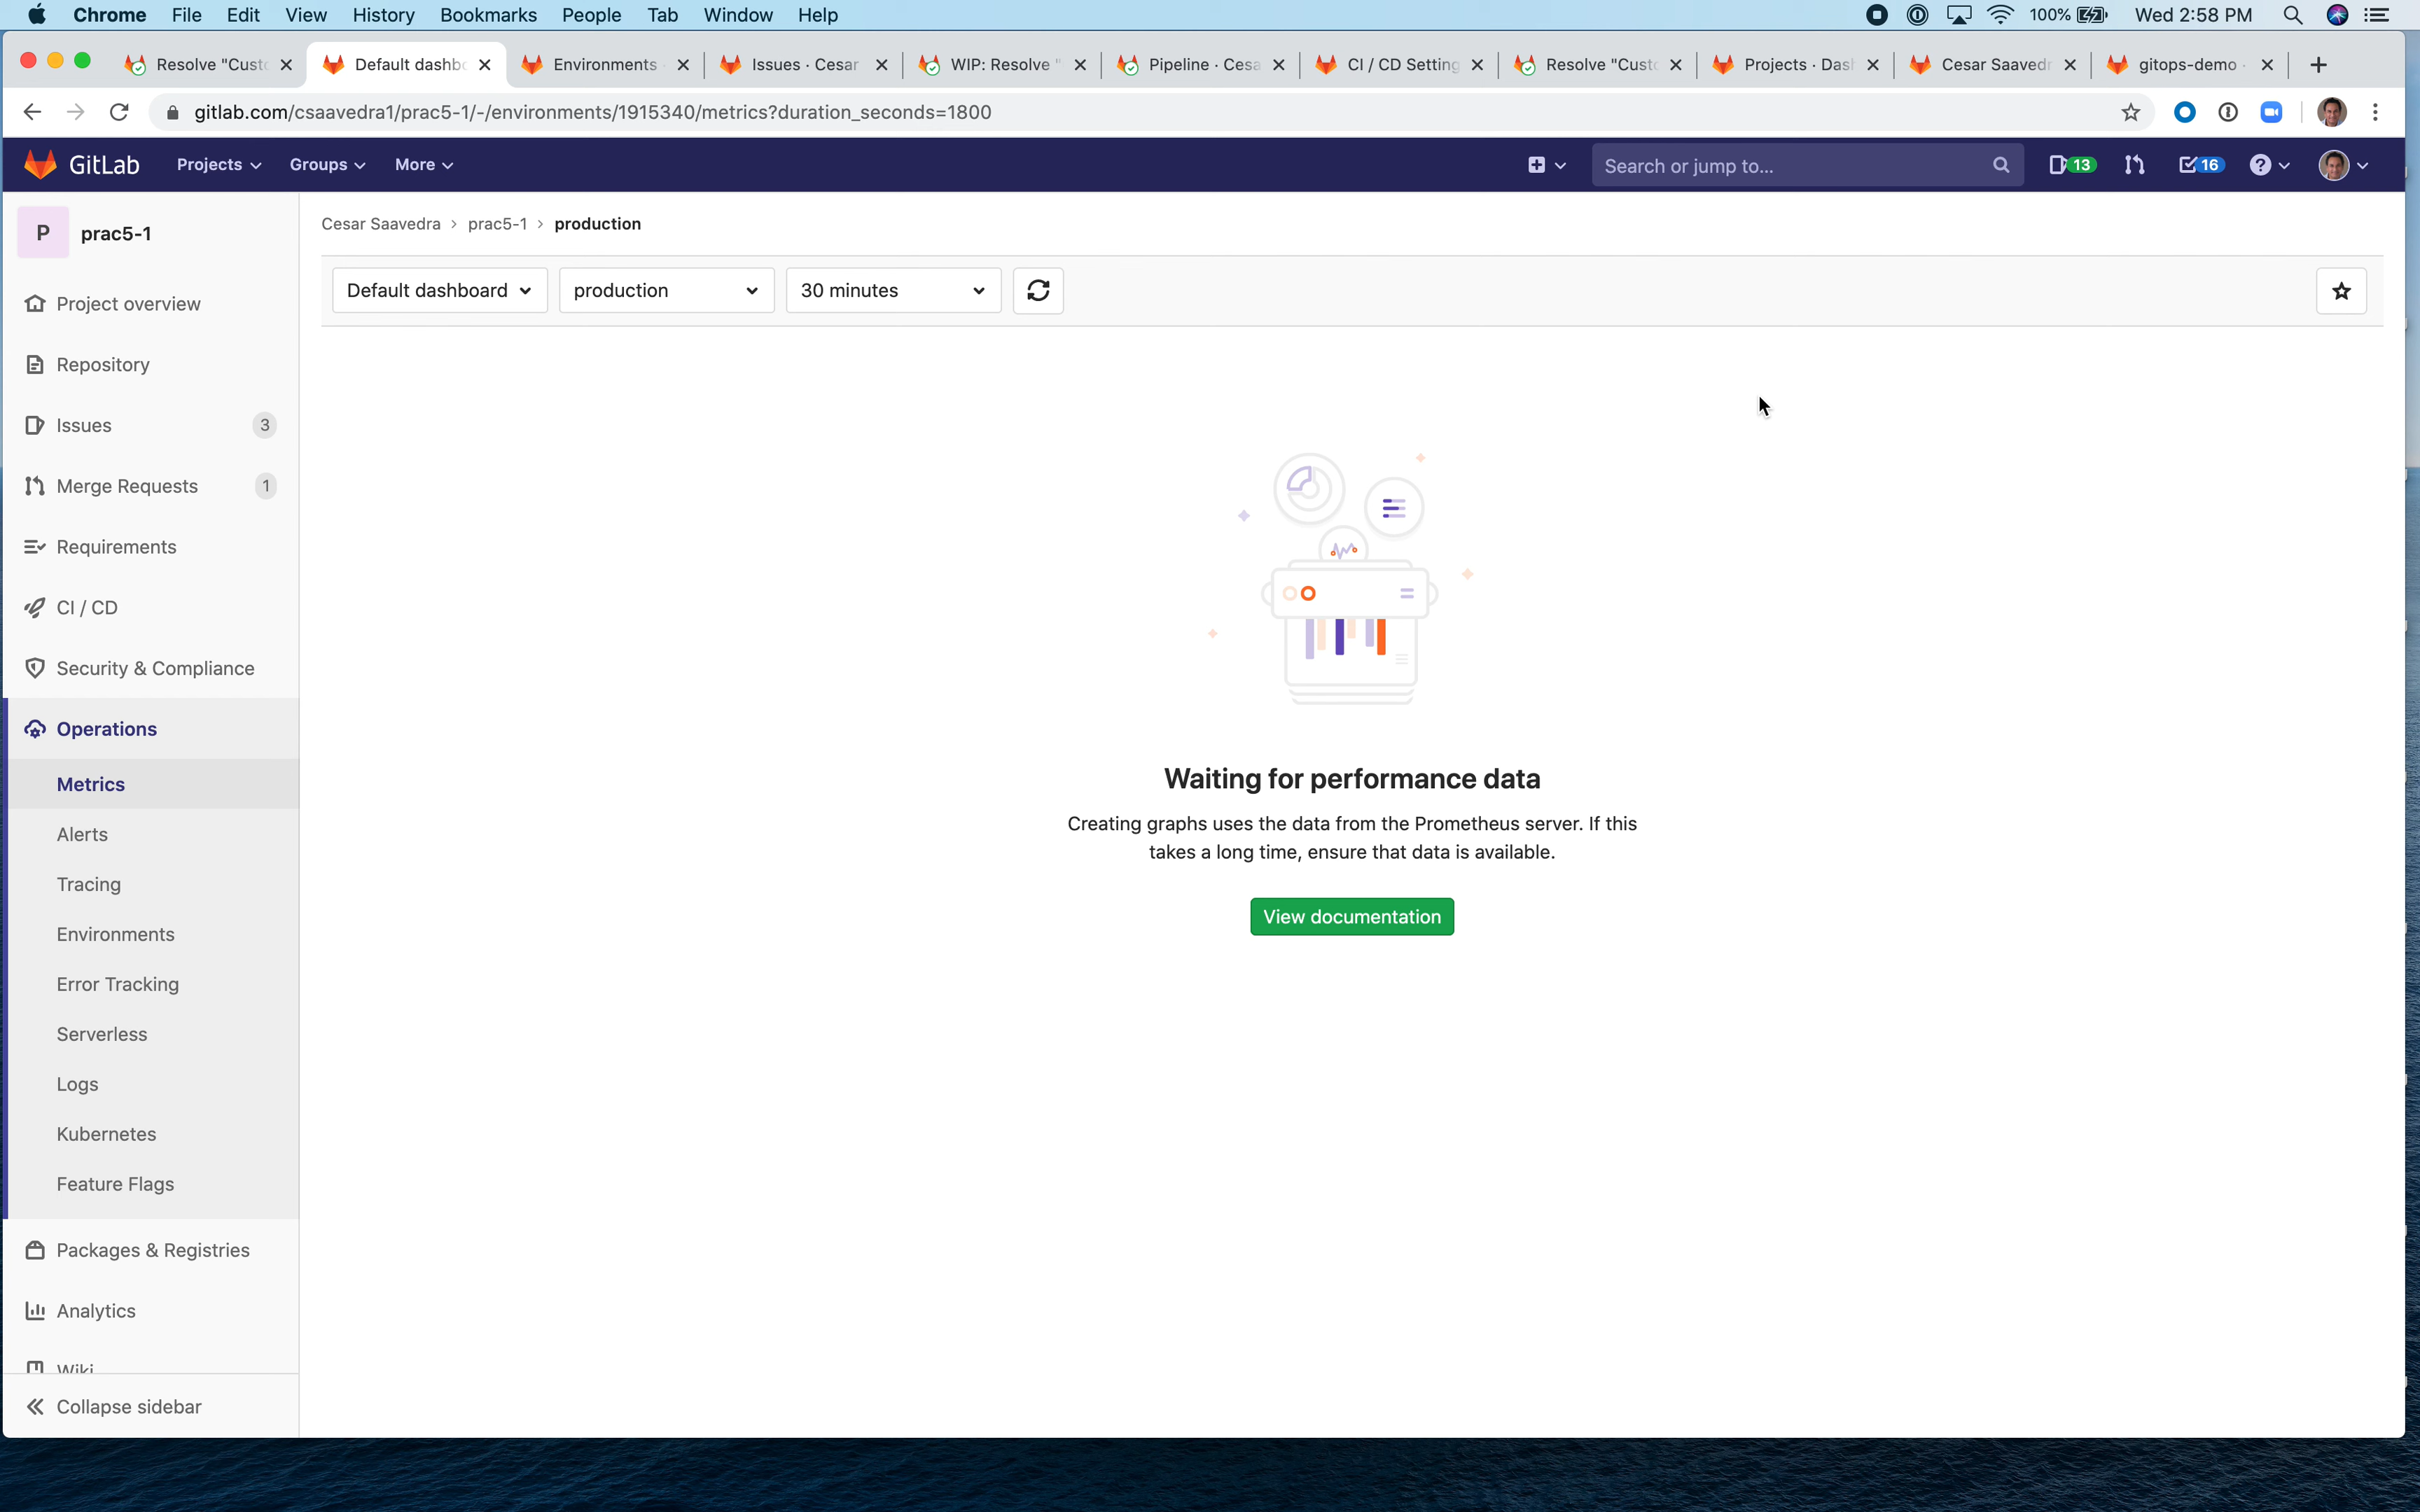 Chrome File Edit View History Bookmarks People Tab Window Help 100% Wed 2:58 PM
Resolve "Custo Default dashbo Environments · Issues · Cesar WIP: Resolve " Pipeline · Cesa CI / CD Setting Resolve "Custo Projects · Dash Cesar Saavedr gitops-demo ·
gitlab.com/csaavedra1/prac5-1/-/environments/1915340/metrics?duration_seconds=1800
GitLab Projects Groups More Search or jump to... 13 16
P prac5-1
Cesar Saavedra > prac5-1 > production
Default dashboard production 30 minutes
Project overview
Repository
Issues 3
Merge Requests 1
Requirements
CI / CD
Security & Compliance
Operations
Metrics
Alerts
Tracing
Environments
Error Tracking
Serverless
Logs
Kubernetes
Feature Flags
Packages & Registries
Analytics
Wiki
Collapse sidebar
Waiting for performance data
Creating graphs uses the data from the Prometheus server. If this
takes a long time, ensure that data is available.
View documentation